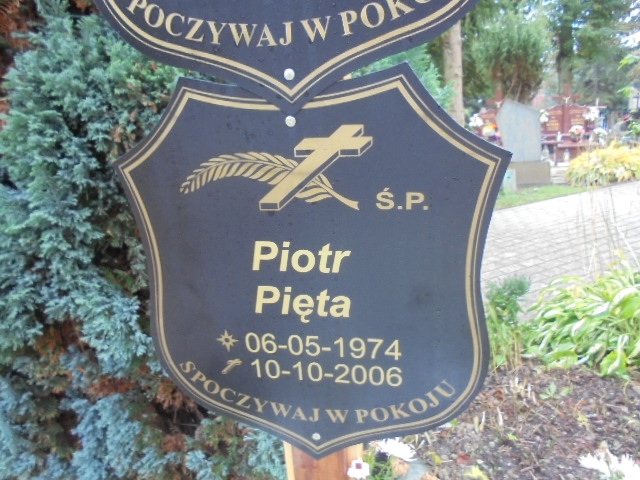 SPOCZYWAJ W POKOJU
Ś.P.
Piotr
Pięta
06-05-1974
10-10-2006
SPOCZYWAJ W POKOJU